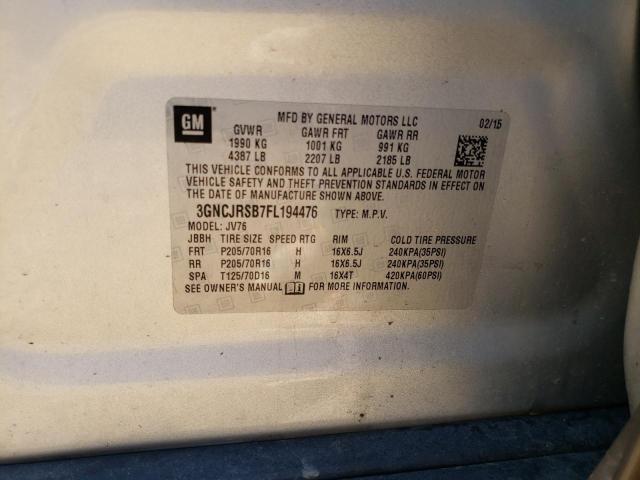 GM
MFD BY GENERAL MOTORS LLC 02/15
GVWR GAWR FRT GAWR RR
1990 KG 1001 KG 991 KG
4387 LB 2207 LB 2185 LB
THIS VEHICLE CONFORMS TO ALL APPLICABLE U.S. FEDERAL MOTOR
VEHICLE SAFETY AND THEFT PREVENTION STANDARDS IN EFFECT ON
THE DATE OF MANUFACTURE SHOWN ABOVE.
3GNCJRSB7FL194476 TYPE: M.P.V.
MODEL: JV76
JBBH TIRE SIZE SPEED RTG RIM COLD TIRE PRESSURE
FRT P205/70R16 H 16X6.5J 240KPA(35PSI)
RR P205/70R16 H 16X6.5J 240KPA(35PSI)
SPA T125/70D16 M 16X4T 420KPA(60PSI)
SEE OWNER'S MANUAL FOR MORE INFORMATION.